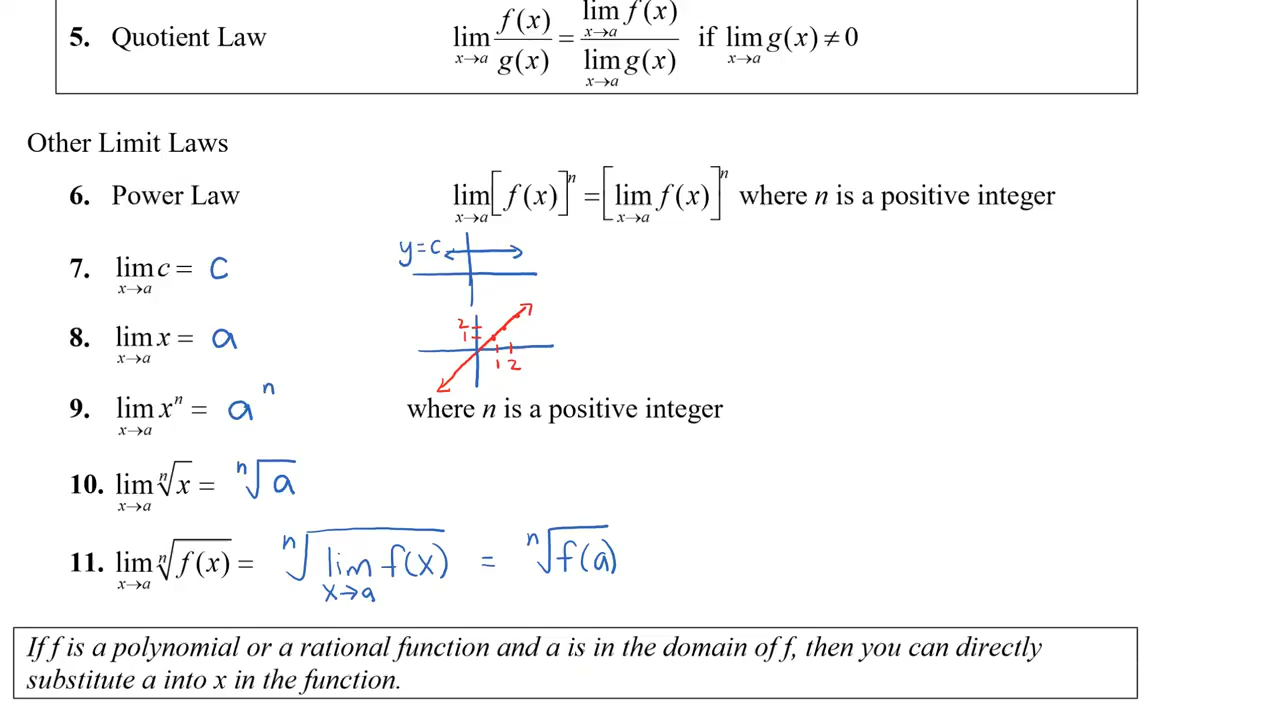 5. Quotient Law lim x→a f(x)/g(x) = lim x→a f(x) / lim x→a g(x) if lim x→a g(x) ≠ 0
Other Limit Laws
6. Power Law lim x→a [f(x)]ⁿ = [lim x→a f(x)]ⁿ where n is a positive integer
y=c
7. lim x→a c = c
2
1
1 2
8. lim x→a x = a
9. lim x→a xⁿ = aⁿ where n is a positive integer
10. lim x→a ⁿ√x = ⁿ√a
11. lim x→a ⁿ√f(x) = ⁿ√lim x→a f(x) = ⁿ√f(a)
If f is a polynomial or a rational function and a is in the domain of f, then you can directly
substitute a into x in the function.